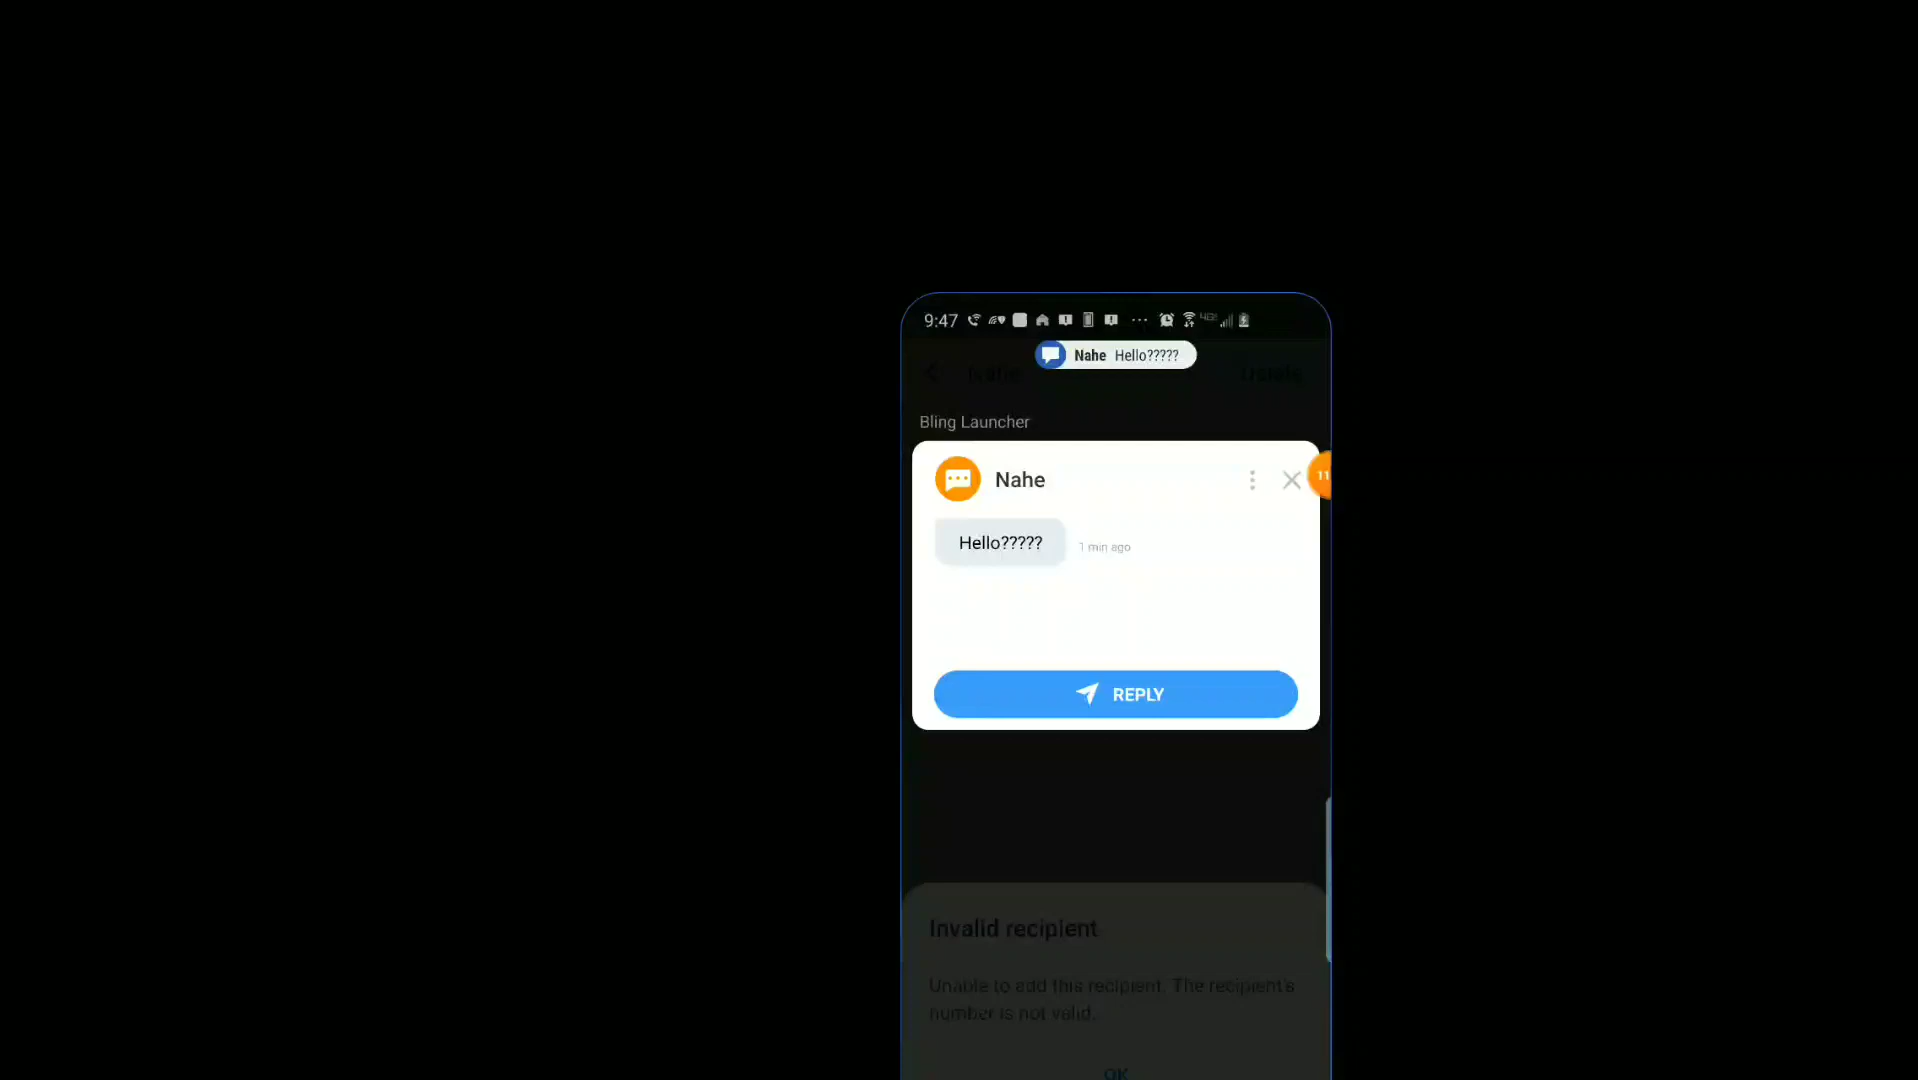 9:47
Nahe Hello?????
Bling Launcher
Nahe
11
Hello?????
1 min ago
REPLY
Invalid recipient
Unable to add this recipient. The recipient's
number is not valid.
OK